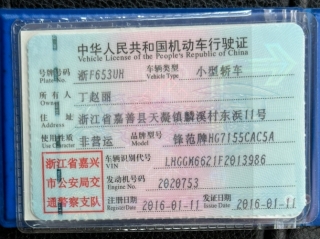 中华人民共和国机动车行驶证
Vehicle License of the People's Republic of China
号牌号码 Plate No. 浙F653UH 车辆类型 Vehicle Type 小型轿车
所有人 Owner 丁赵丽
住址 Address 浙江省嘉善县天凝镇麟溪村东浜11号
使用性质 Use Character 非营运 品牌型号 Model 锋范牌HG7155CACSA
浙江省嘉兴
市公安局交
通警察支队
车辆识别代号 VIN LHGGM6621F2013986
发动机号码 Engine No. 2020753
注册日期 Register Date 2016-01-11 发证日期 Issue Date 2016-01-11